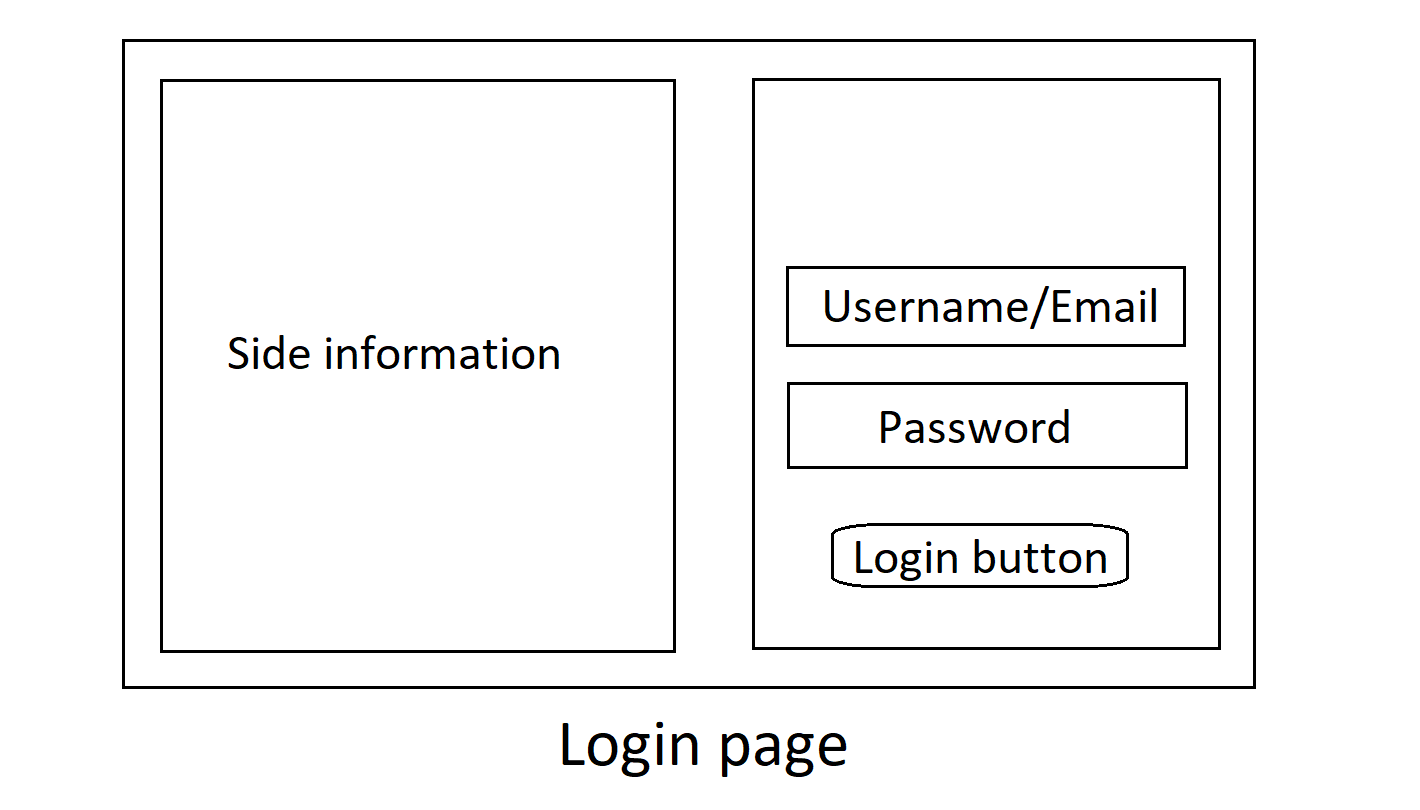 Side information
Username/Email
Password
Login button
Login page